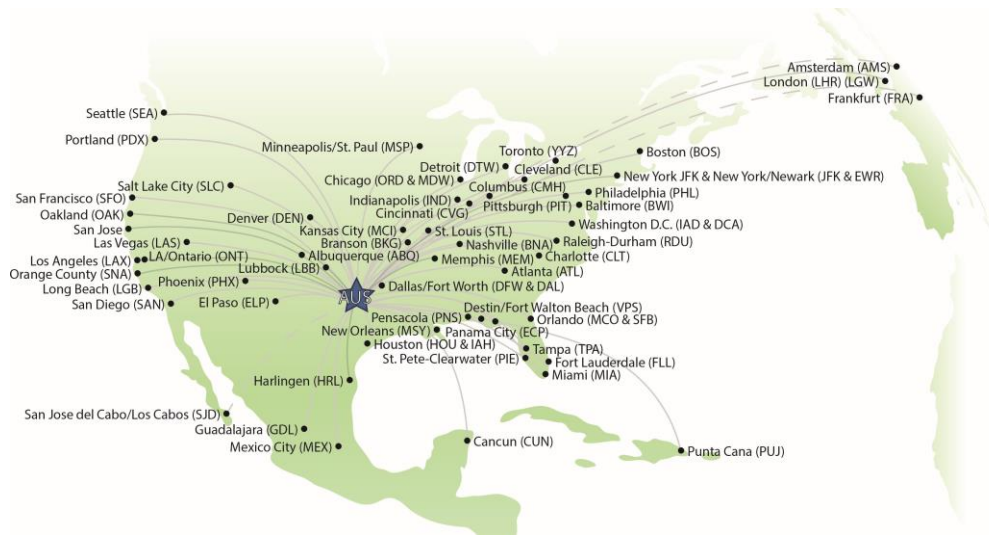 Amsterdam (AMS)
London (LHR) (LGW)
Frankfurt (FRA)
Seattle (SEA)
Portland (PDX)
Minneapolis/St. Paul (MSP)
Toronto (YYZ)
Boston (BOS)
Detroit (DTW)
Cleveland (CLE)
New York JFK & New York/Newark (JFK & EWR)
Chicago (ORD & MDW)
Salt Lake City (SLC)
Columbus (CMH)
Philadelphia (PHL)
San Francisco (SFO)
Indianapolis (IND)
Pittsburgh (PIT)
Baltimore (BWI)
Oakland (OAK)
Denver (DEN)
Cincinnati (CVG)
Washington D.C. (IAD & DCA)
San Jose
Kansas City (MCI)
St. Louis (STL)
Las Vegas (LAS)
Branson (BKG)
Nashville (BNA)
Raleigh-Durham (RDU)
Los Angeles (LAX)
LA/Ontario (ONT)
Albuquerque (ABQ)
Memphis (MEM)
Charlotte (CLT)
Orange County (SNA)
Lubbock (LBB)
Atlanta (ATL)
Long Beach (LGB)
Phoenix (PHX)
Dallas/Fort Worth (DFW & DAL)
San Diego (SAN)
El Paso (ELP)
AUS
Destin/Fort Walton Beach (VPS)
Pensacola (PNS)
Orlando (MCO & SFB)
New Orleans (MSY)
Panama City (ECP)
Houston (HOU & IAH)
Tampa (TPA)
St. Pete-Clearwater (PIE)
Fort Lauderdale (FLL)
Miami (MIA)
Harlingen (HRL)
San Jose del Cabo/Los Cabos (SJD)
Guadalajara (GDL)
Mexico City (MEX)
Cancun (CUN)
Punta Cana (PUJ)